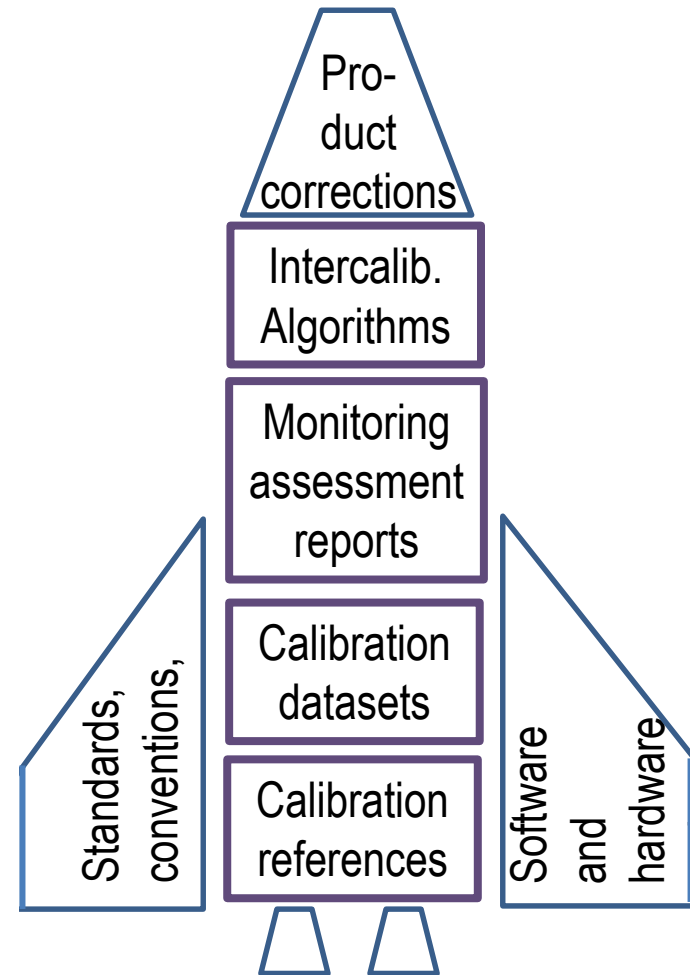 Pro-
duct
corrections
Intercalib.
Algorithms
Monitoring
assessment
reports
Calibration
datasets
Calibration
references
Standards,
conventions,
Software
and
hardware